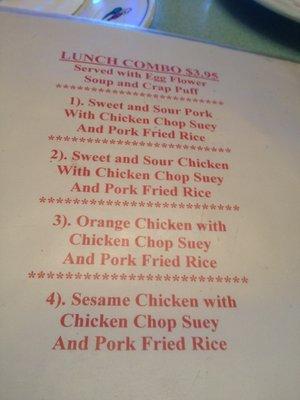 LUNCH COMBO $3.95
Served with Egg Flower
Soup and Crap Puff
****************************
1). Sweet and Sour Pork
With Chicken Chop Suey
And Pork Fried Rice
****************************
2). Sweet and Sour Chicken
With Chicken Chop Suey
And Pork Fried Rice
****************************
3). Orange Chicken with
Chicken Chop Suey
And Pork Fried Rice
****************************
4). Sesame Chicken with
Chicken Chop Suey
And Pork Fried Rice